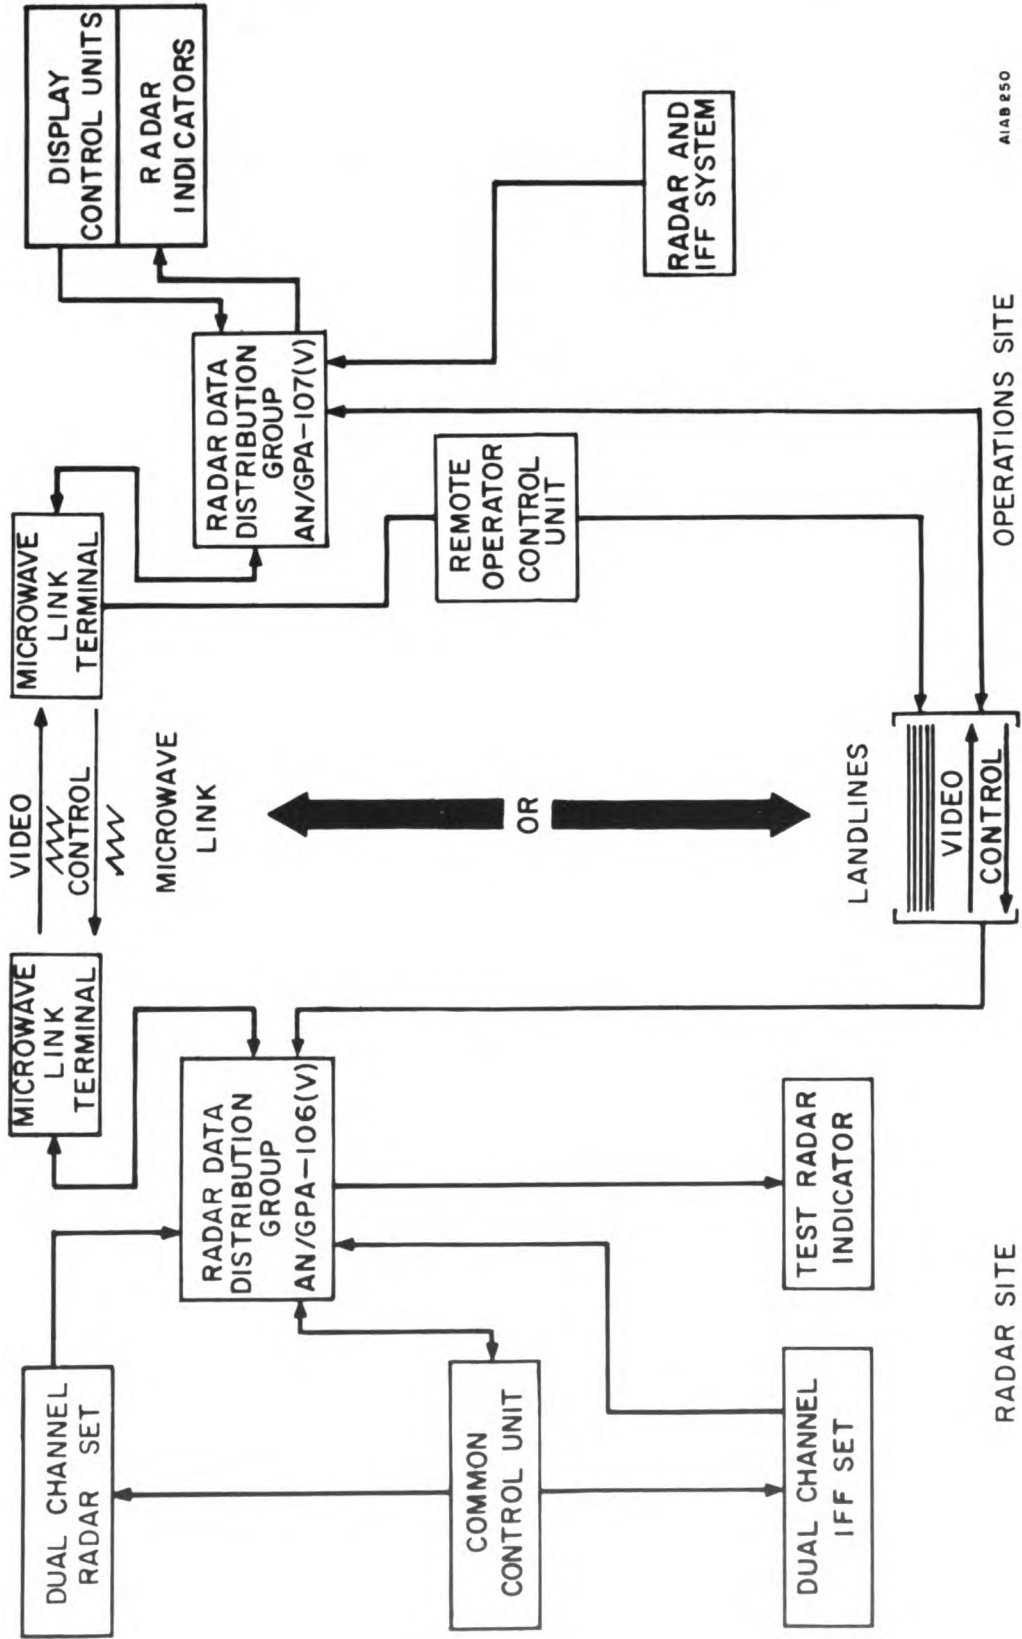 DUAL CHANNEL
RADAR SET
COMMON
CONTROL UNIT
DUAL CHANNEL
IFF SET
MICROWAVE
LINK
TERMINAL
RADAR DATA
DISTRIBUTION
GROUP
AN/GPA-106(V)
TEST RADAR
INDICATOR
RADAR SITE
VIDEO
CONTROL
MICROWAVE
LINK
OR
LANDLINES
VIDEO
CONTROL
MICROWAVE
LINK
TERMINAL
RADAR DATA
DISTRIBUTION
GROUP
AN/GPA-107(V)
REMOTE
OPERATOR
CONTROL
UNIT
DISPLAY
CONTROL UNITS
RADAR
INDICATORS
RADAR AND
IFF SYSTEM
OPERATIONS SITE
A1AB250